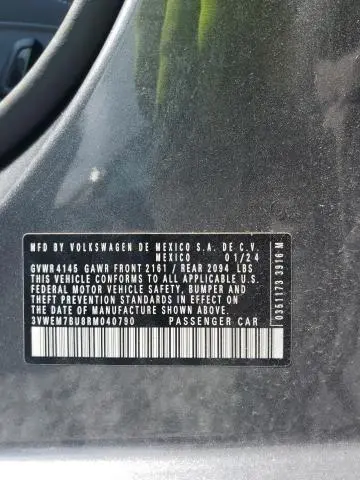 MFD BY VOLKSWAGEN DE MEXICO S.A. DE C.V.
MEXICO 01/24
GVWR 4145 GAWR FRONT 2161 / REAR 2094 LBS
THIS VEHICLE CONFORMS TO ALL APPLICABLE U.S.
FEDERAL MOTOR VEHICLE SAFETY, BUMPER, AND
THEFT PREVENTION STANDARDS IN EFFECT ON
THE DATE OF MANUFACTURE SHOWN ABOVE.
3VWEM7BU8RM040790 PASSENGER CAR
0351173 3916 M